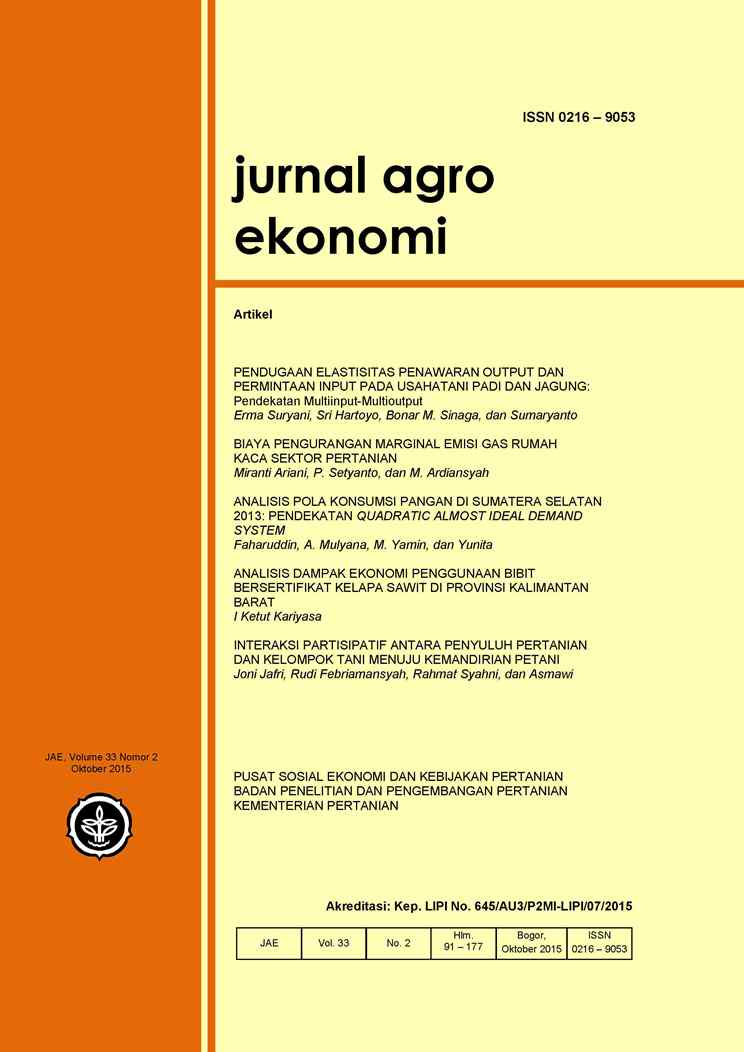 ISSN 0216 – 9053
jurnal agro
ekonomi
Artikel
PENDUGAAN ELASTISITAS PENAWARAN OUTPUT DAN
PERMINTAAN INPUT PADA USAHATANI PADI DAN JAGUNG:
Pendekatan Multiinput-Multioutput
Erma Suryani, Sri Hartoyo, Bonar M. Sinaga, dan Sumaryanto
BIAYA PENGURANGAN MARGINAL EMISI GAS RUMAH
KACA SEKTOR PERTANIAN
Miranti Ariani, P. Setyanto, dan M. Ardiansyah
ANALISIS POLA KONSUMSI PANGAN DI SUMATERA SELATAN
2013: PENDEKATAN QUADRATIC ALMOST IDEAL DEMAND
SYSTEM
Faharuddin, A. Mulyana, M. Yamin, dan Yunita
ANALISIS DAMPAK EKONOMI PENGGUNAAN BIBIT
BERSERTIFIKAT KELAPA SAWIT DI PROVINSI KALIMANTAN
BARAT
I Ketut Kariyasa
INTERAKSI PARTISIPATIF ANTARA PENYULUH PERTANIAN
DAN KELOMPOK TANI MENUJU KEMANDIRIAN PETANI
Joni Jafri, Rudi Febriamansyah, Rahmat Syahni, dan Asmawi
JAE, Volume 33 Nomor 2
Oktober 2015
PUSAT SOSIAL EKONOMI DAN KEBIJAKAN PERTANIAN
BADAN PENELITIAN DAN PENGEMBANGAN PERTANIAN
KEMENTERIAN PERTANIAN
Akreditasi: Kep. LIPI No. 645/AU3/P2MI-LIPI/07/2015
JAE
Vol. 33
No. 2
Hlm.
91 – 177
Bogor,
Oktober 2015
ISSN
0216 – 9053